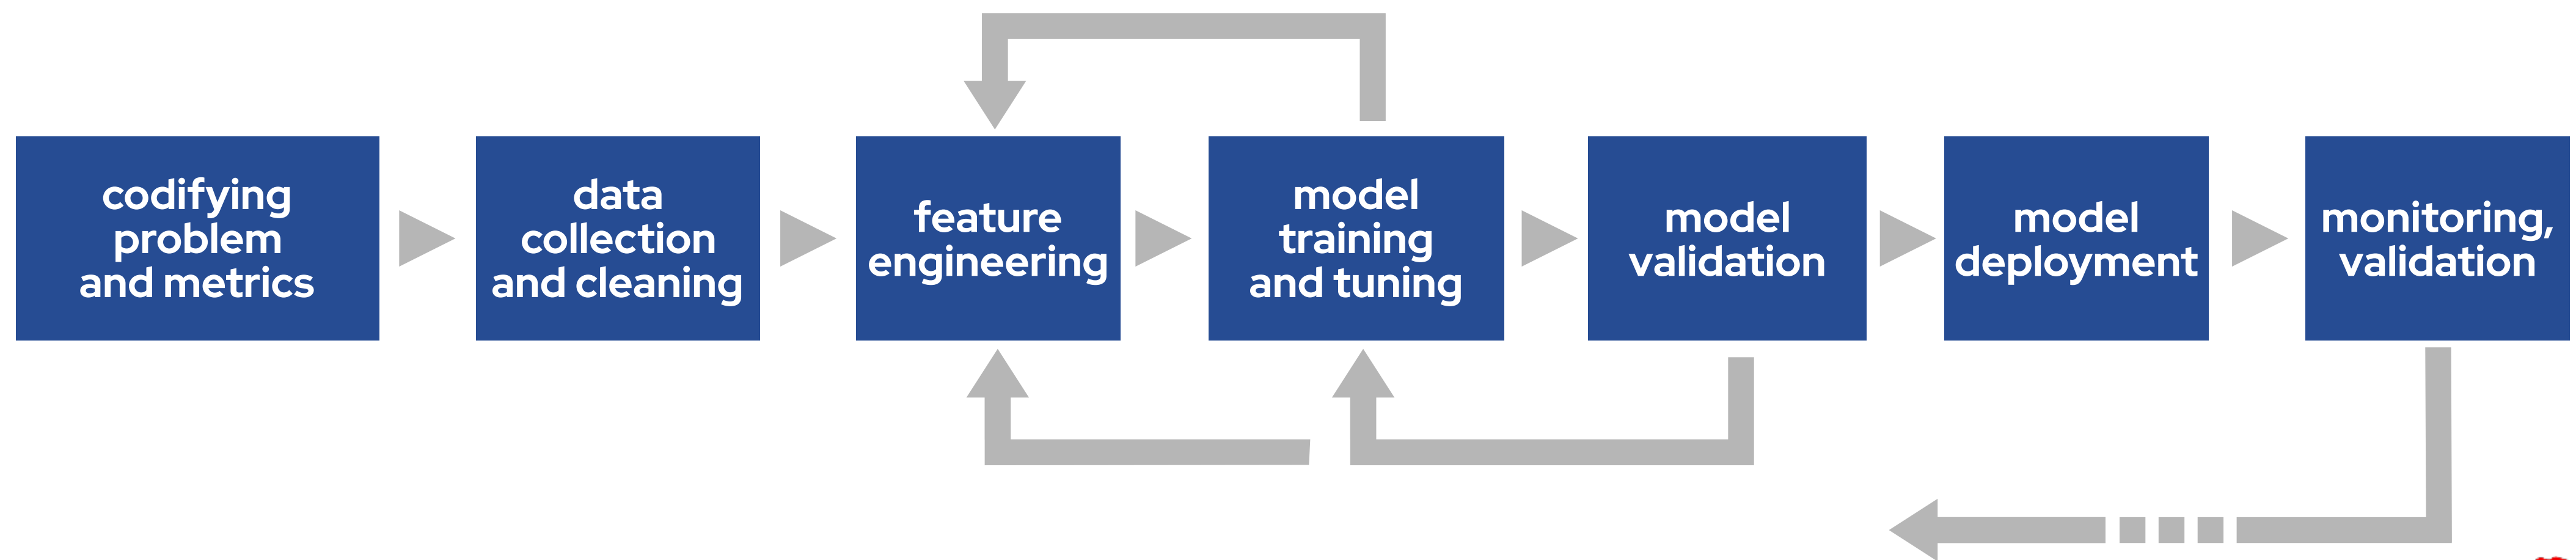 codifying
problem
and metrics
data
collection
and cleaning
feature
engineering
model
training
and tuning
model
validation
model
deployment
monitoring,
validation